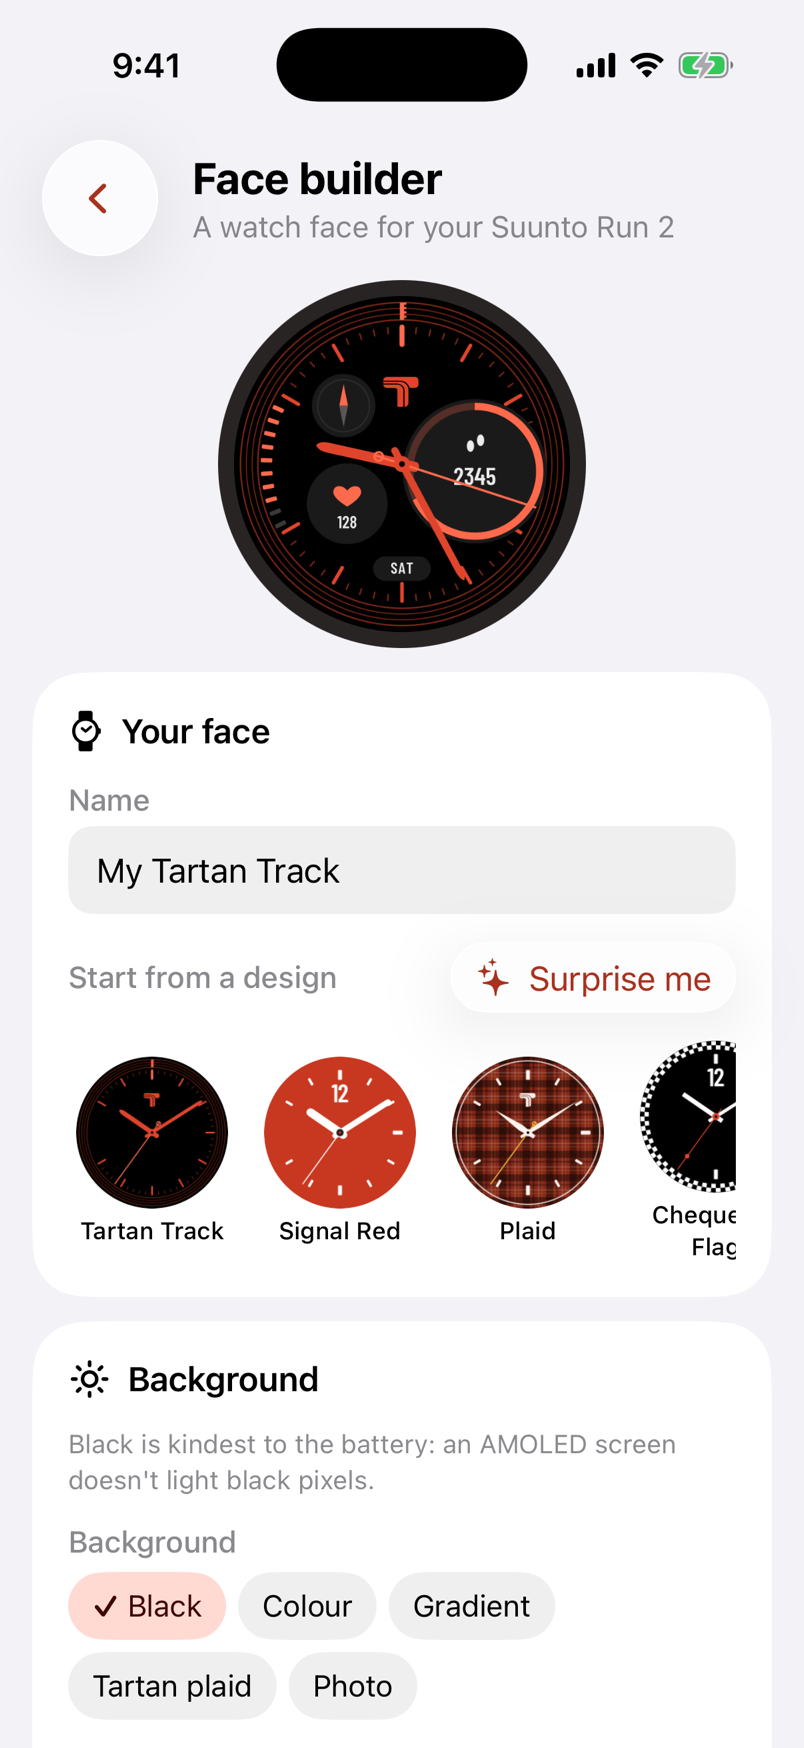 9:41
Face builder
A watch face for your Suunto Run 2
2345
128
SAT
Your face
Name
My Tartan Track
Start from a design
Surprise me
12
12
Tartan Track
Signal Red
Plaid
Cheque
Flag
Background
Black is kindest to the battery: an AMOLED screen
doesn't light black pixels.
Background
Black
Colour
Gradient
Tartan plaid
Photo